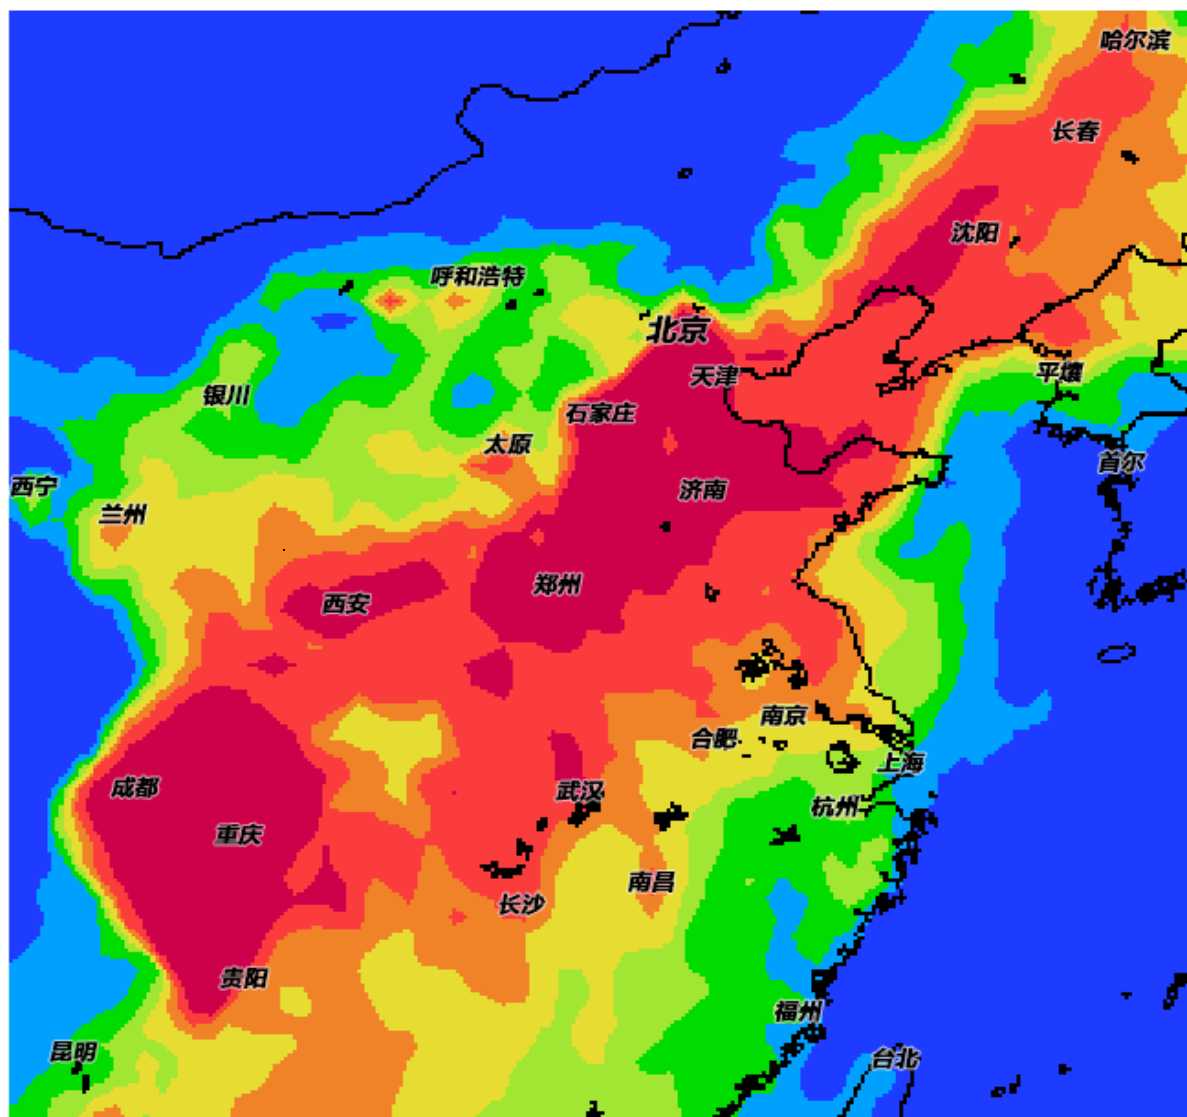 哈尔滨
长春
沈阳
呼和浩特
北京
平壤
天津
银川
石家庄
太原
首尔
西宁
济南
兰州
郑州
西安
南京
合肥
上海
成都
武汉
杭州
重庆
南昌
长沙
贵阳
福州
昆明
台北